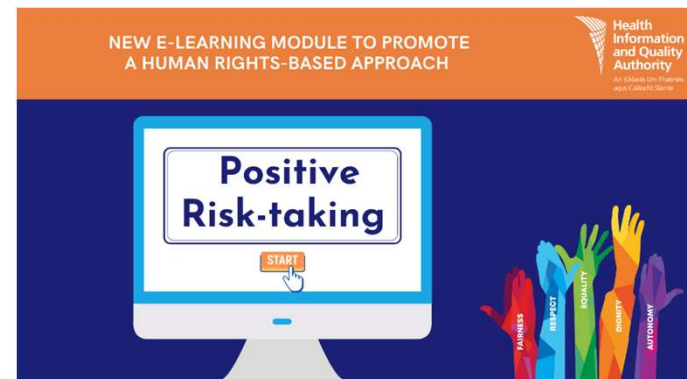 NEW E-LEARNING MODULE TO PROMOTE
A HUMAN RIGHTS-BASED APPROACH
Health
Information
and Quality
Authority
An tÚdarás Um Fhaisnéis
agus Cáilíocht Sláinte
Positive
Risk-taking
START
FAIRNESS
RESPECT
EQUALITY
DIGNITY
AUTONOMY